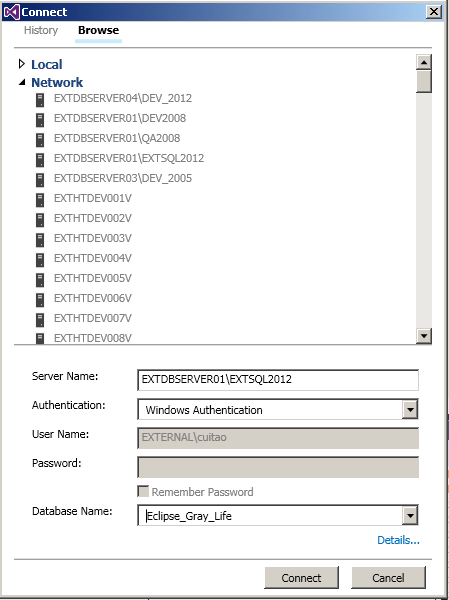 Connect
History Browse
Local
Network
EXTDBSERVER04\DEV_2012
EXTDBSERVER01\DEV2008
EXTDBSERVER01\QA2008
EXTDBSERVER01\EXTSQL2012
EXTDBSERVER03\DEV_2005
EXTHTDEV001V
EXTHTDEV002V
EXTHTDEV003V
EXTHTDEV004V
EXTHTDEV005V
EXTHTDEV006V
EXTHTDEV007V
EXTHTDEV008V
Server Name: EXTDBSERVER01\EXTSQL2012
Authentication: Windows Authentication
User Name: EXTERNAL\cuitao
Password:
Remember Password
Database Name: Eclipse_Gray_Life
Details...
Connect Cancel